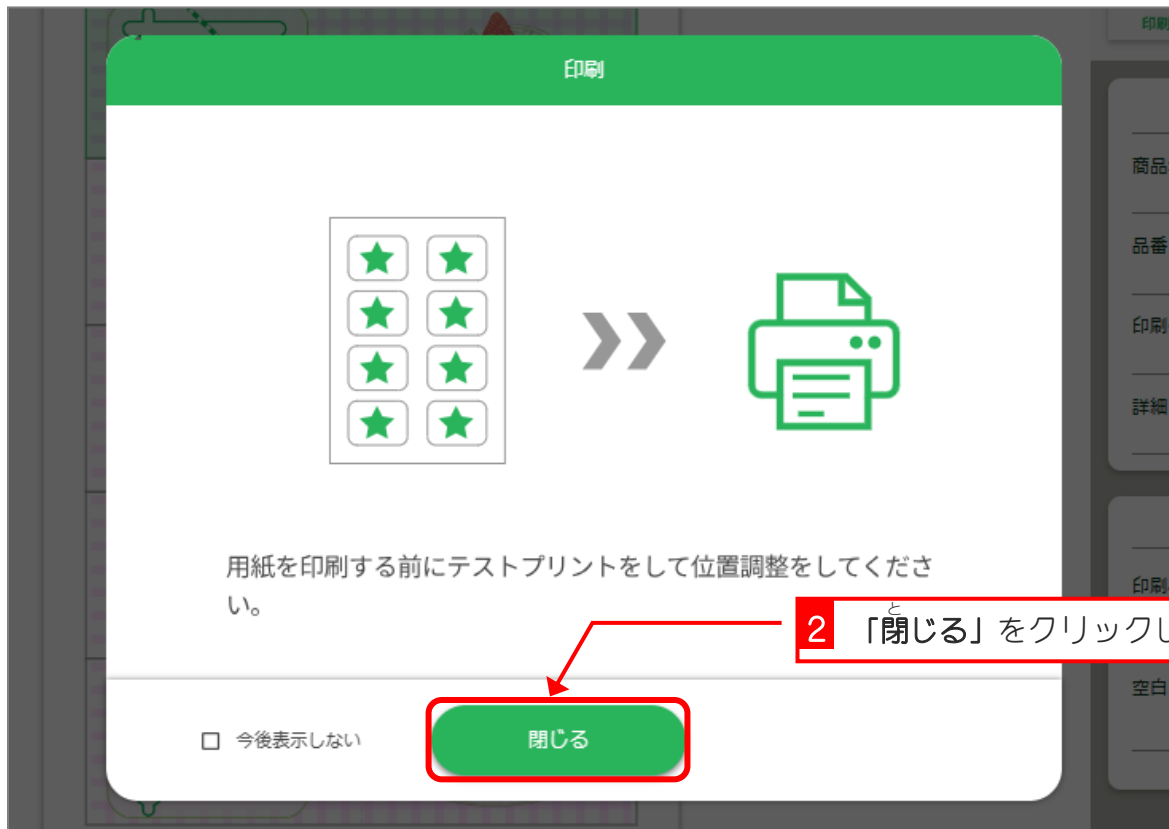 印刷
印刷
商品
品番
印刷
詳細
用紙を印刷する前にテストプリントをして位置調整をしてくださ
い。
印刷
と
2 「閉じる」をクリックし
空白
今後表示しない
閉じる